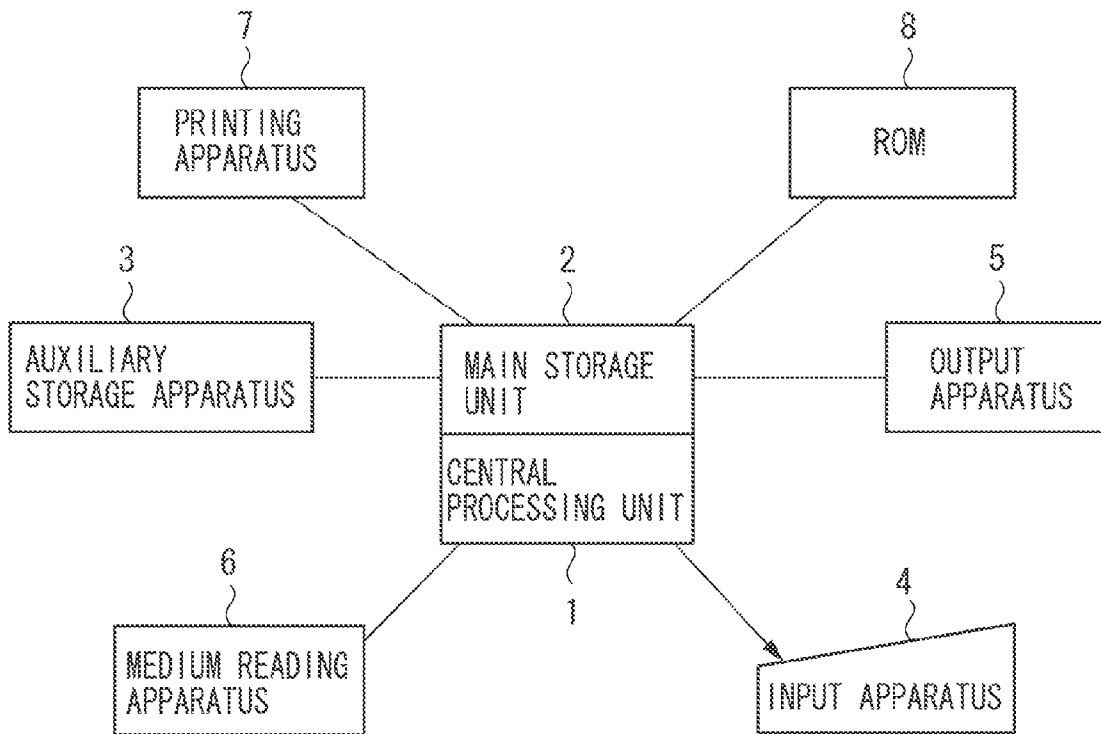 7
8
PRINTING
APPARATUS
ROM
3
2
5
AUXILIARY
STORAGE APPARATUS
MAIN STORAGE
UNIT
OUTPUT
APPARATUS
CENTRAL
PROCESSING UNIT
6
1
4
MEDIUM READING
APPARATUS
INPUT APPARATUS